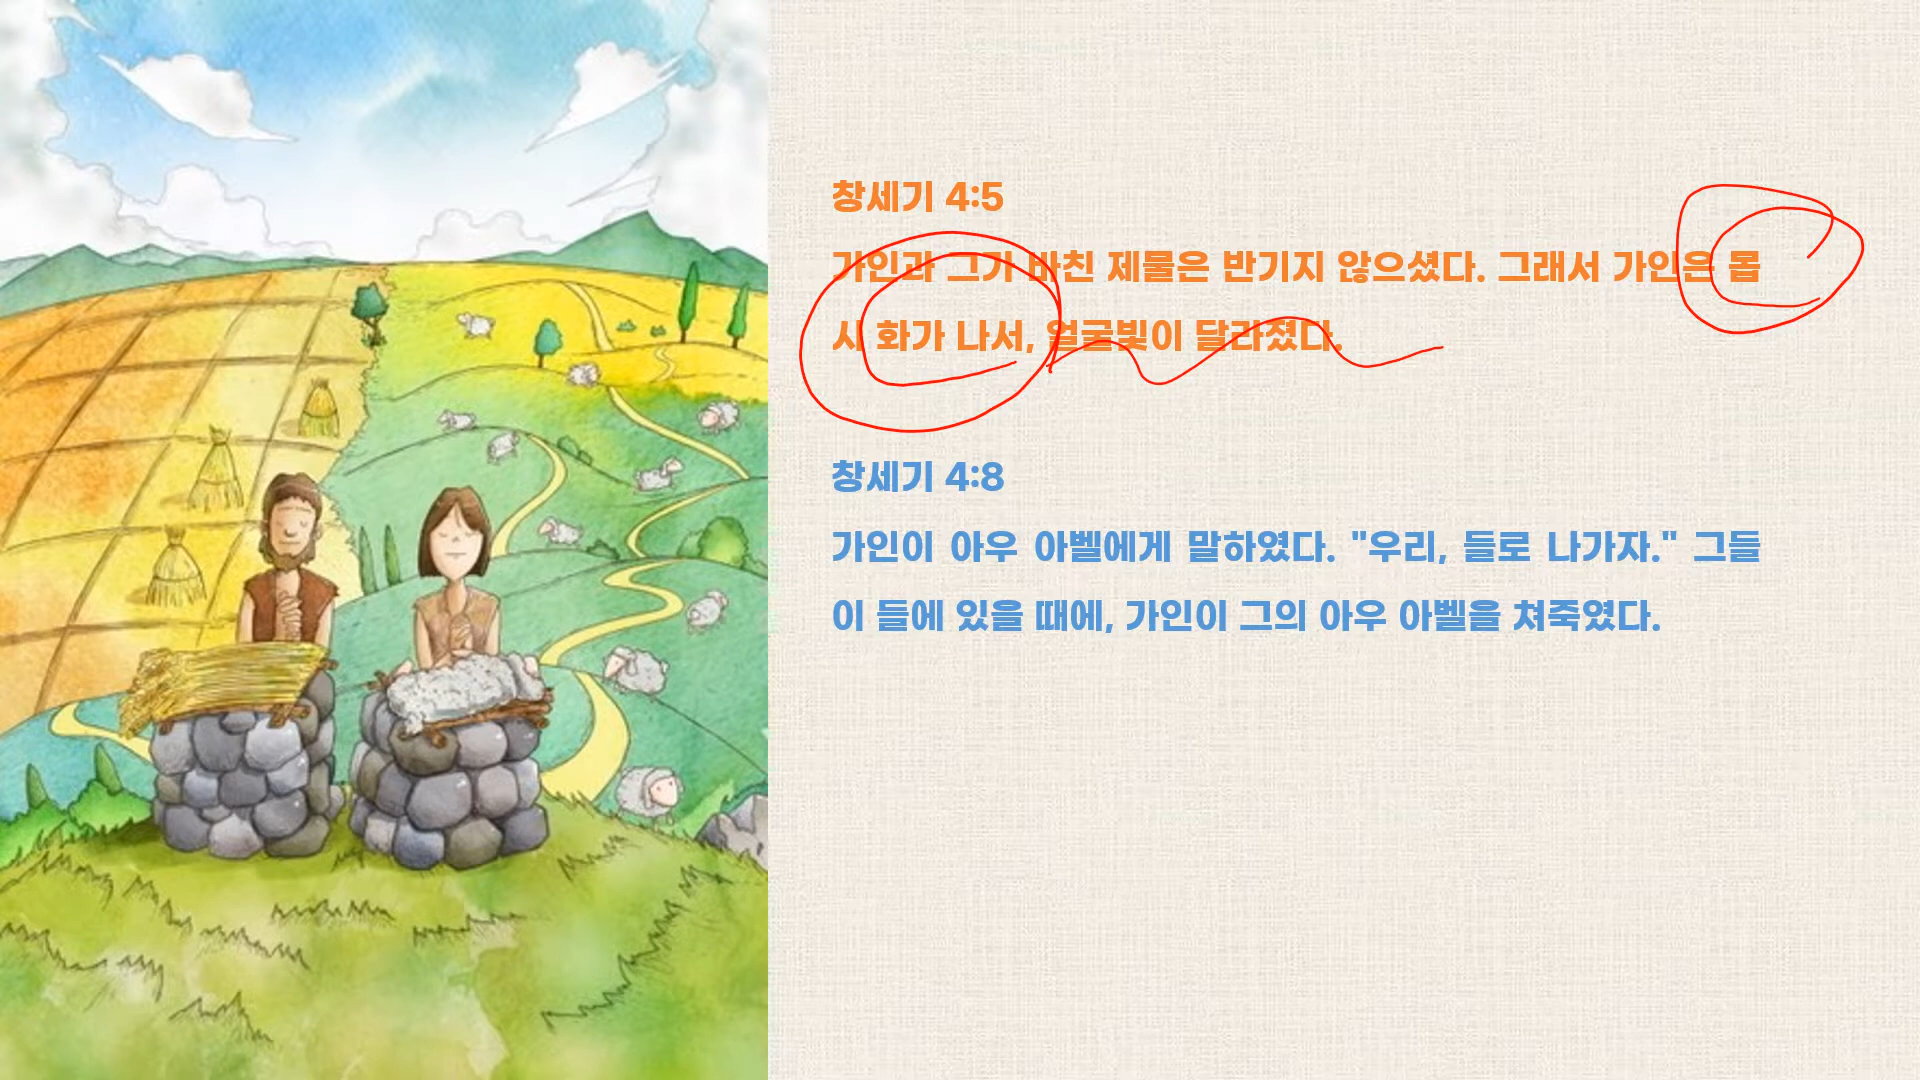 창세기 4:5
가인과 그가 바친 제물은 반기지 않으셨다. 그래서 가인은 몹
시 화가 나서, 얼굴빛이 달라졌다.
창세기 4:8
가인이 아우 아벨에게 말하였다. "우리, 들로 나가자." 그들
이 들에 있을 때에, 가인이 그의 아우 아벨을 쳐죽였다.